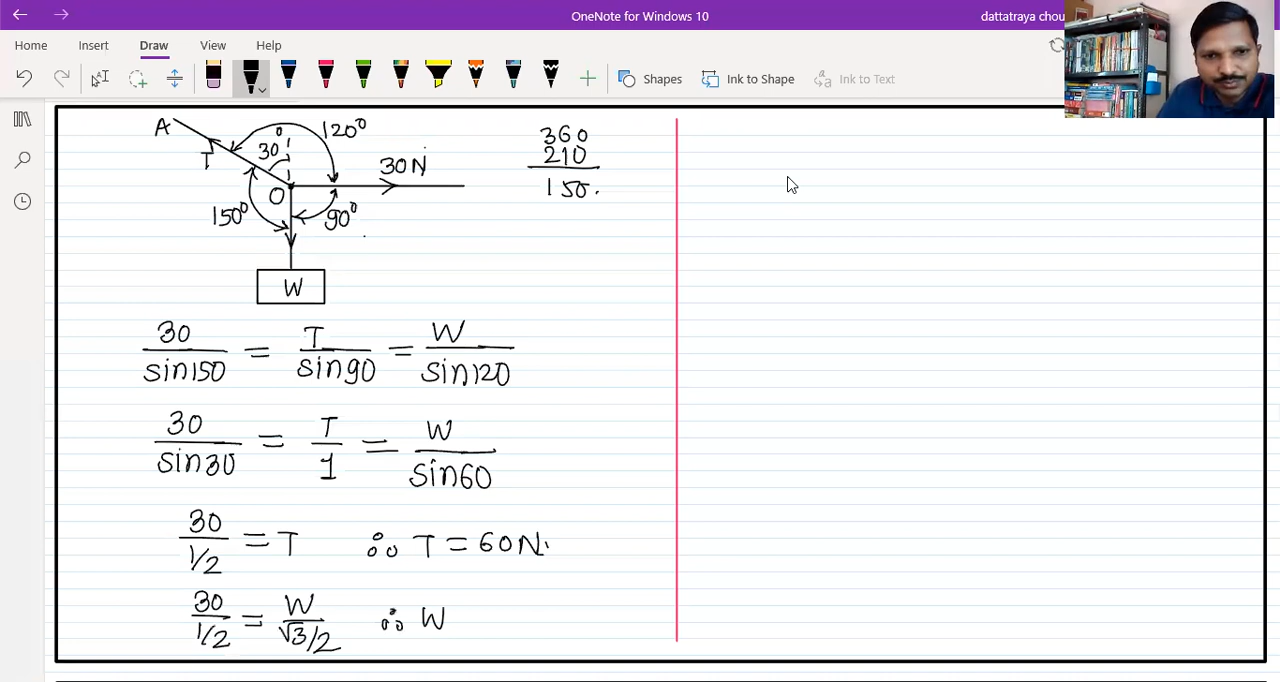 OneNote for Windows 10
dattatraya chou
Home Insert Draw View Help
Shapes Ink to Shape Ink to Text
A
T
30°
120°
30N
O
150°
90°
W
360
210
150.
30/sin150 = T/sin90 = W/sin120
30/sin30 = T/1 = W/sin60
30/1/2 = T ∴ T = 60N.
30/1/2 = W/√3/2 ∴ W